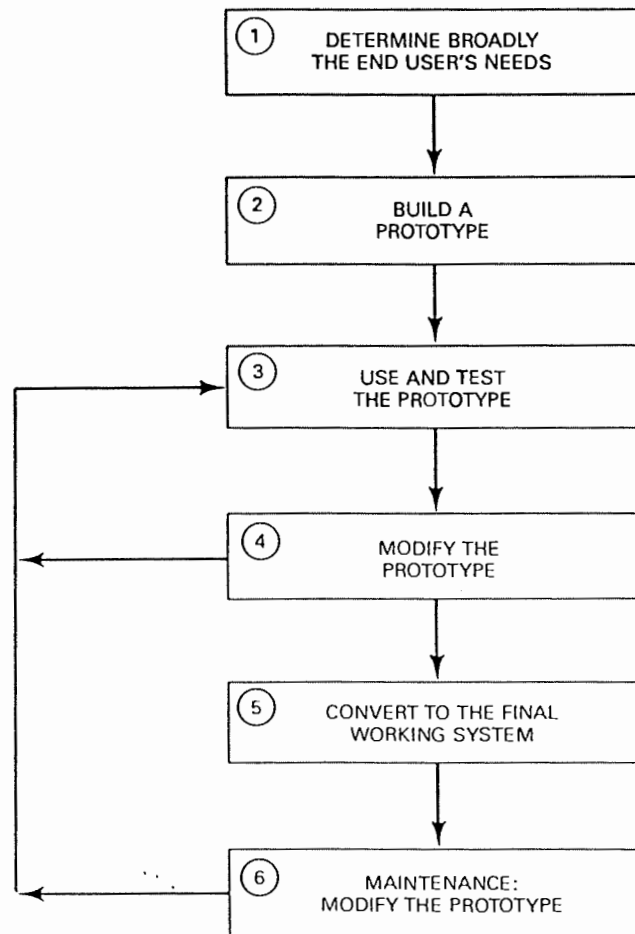 1
DETERMINE BROADLY
THE END USER'S NEEDS
2
BUILD A
PROTOTYPE
3
USE AND TEST
THE PROTOTYPE
4
MODIFY THE
PROTOTYPE
5
CONVERT TO THE FINAL
WORKING SYSTEM
6
MAINTENANCE:
MODIFY THE PROTOTYPE